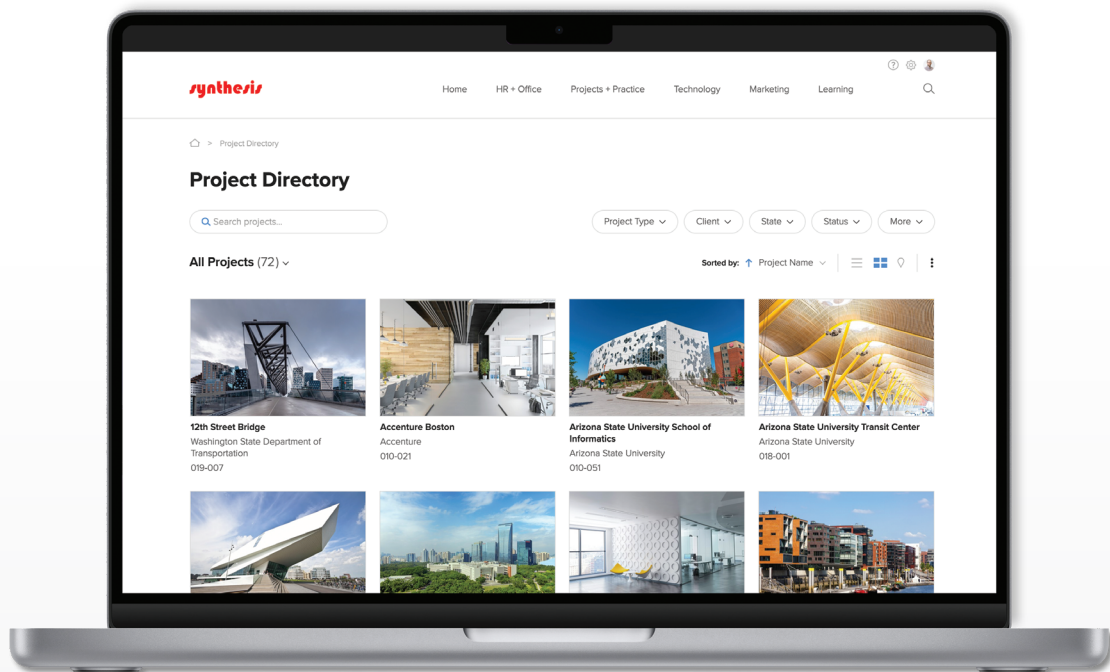 synthesis
Home HR + Office Projects + Practice Technology Marketing Learning
> Project Directory
Project Directory
Search projects...
Project Type Client State Status More
All Projects (72)
Sorted by: Project Name
12th Street Bridge
Washington State Department of
Transportation
019-007
Accenture Boston
Accenture
010-021
Arizona State University School of
Informatics
Arizona State University
010-051
Arizona State University Transit Center
Arizona State University
018-001